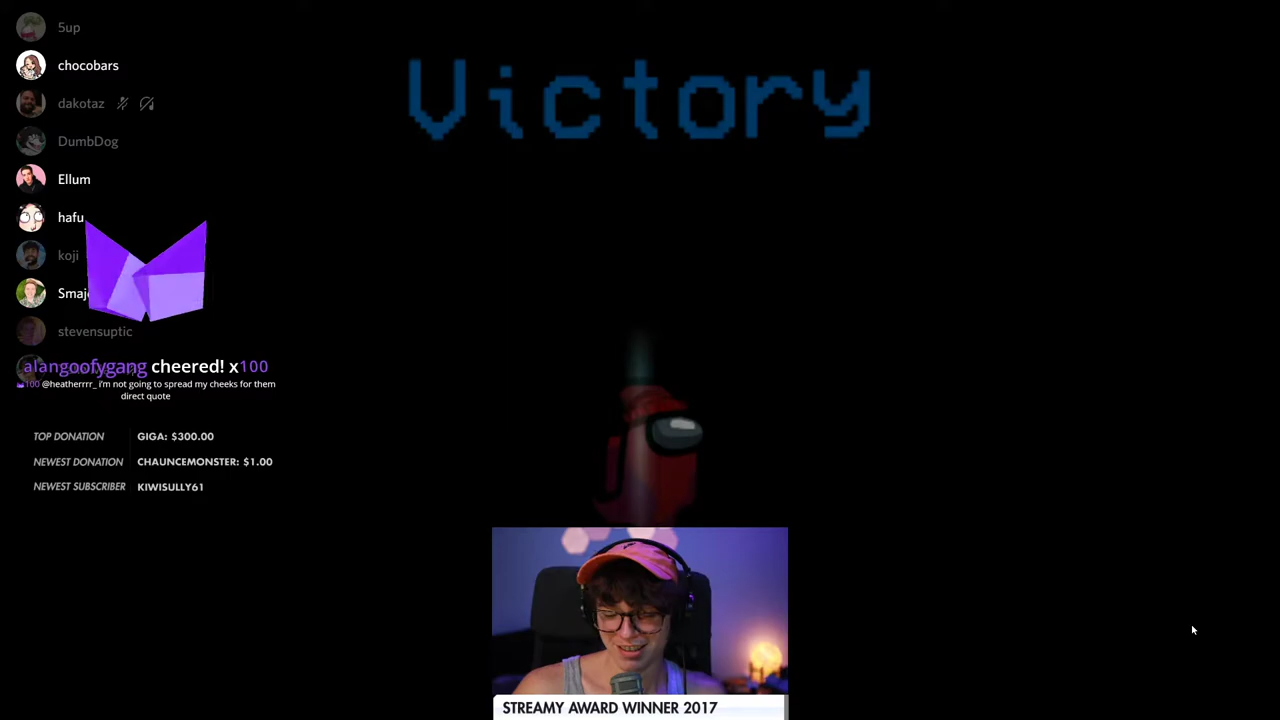 5up
Victory
chocobars
dakotaz
DumbDog
Ellum
hafu
koji
Smaj
stevensuptic
alangoofygang cheered! x100
100 @heatherrrr_ i'm not going to spread my cheeks for them
direct quote
TOP DONATION GIGA: $300.00
NEWEST DONATION CHAUNCEMONSTER: $1.00
NEWEST SUBSCRIBER KIWISULLY61
STREAMY AWARD WINNER 2017